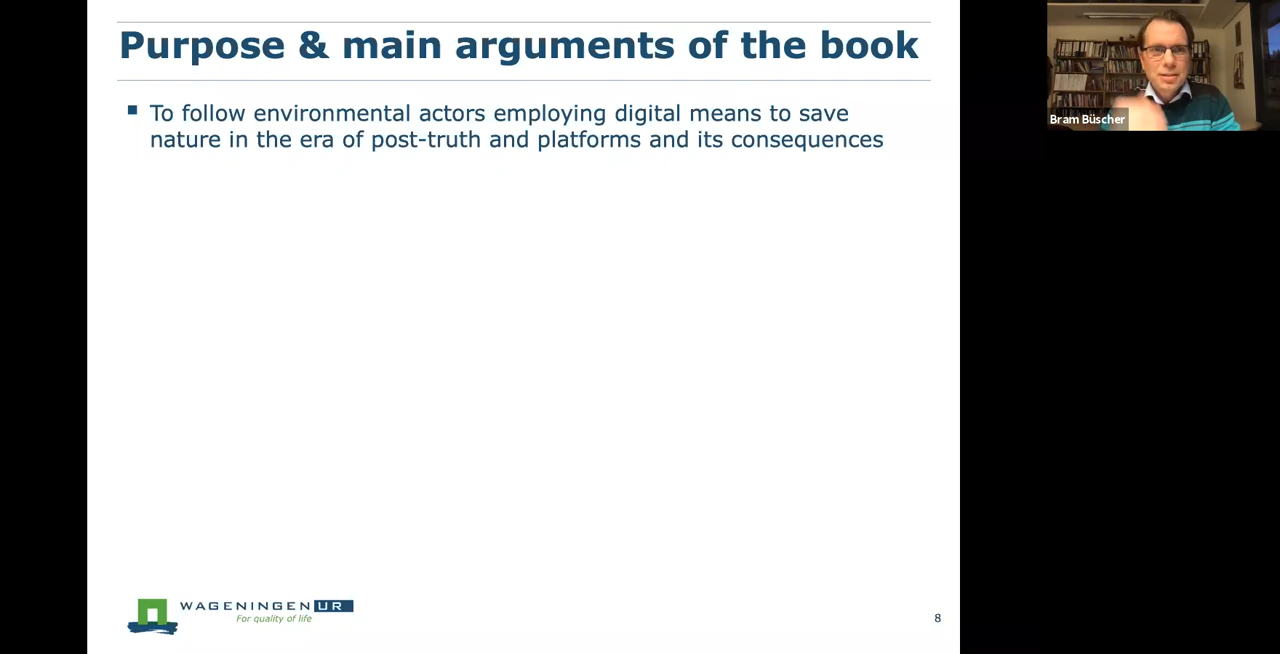 Purpose & main arguments of the book
Bram Büscher
▪ To follow environmental actors employing digital means to save
nature in the era of post-truth and platforms and its consequences
WAGENINGEN UR
For quality of life
8